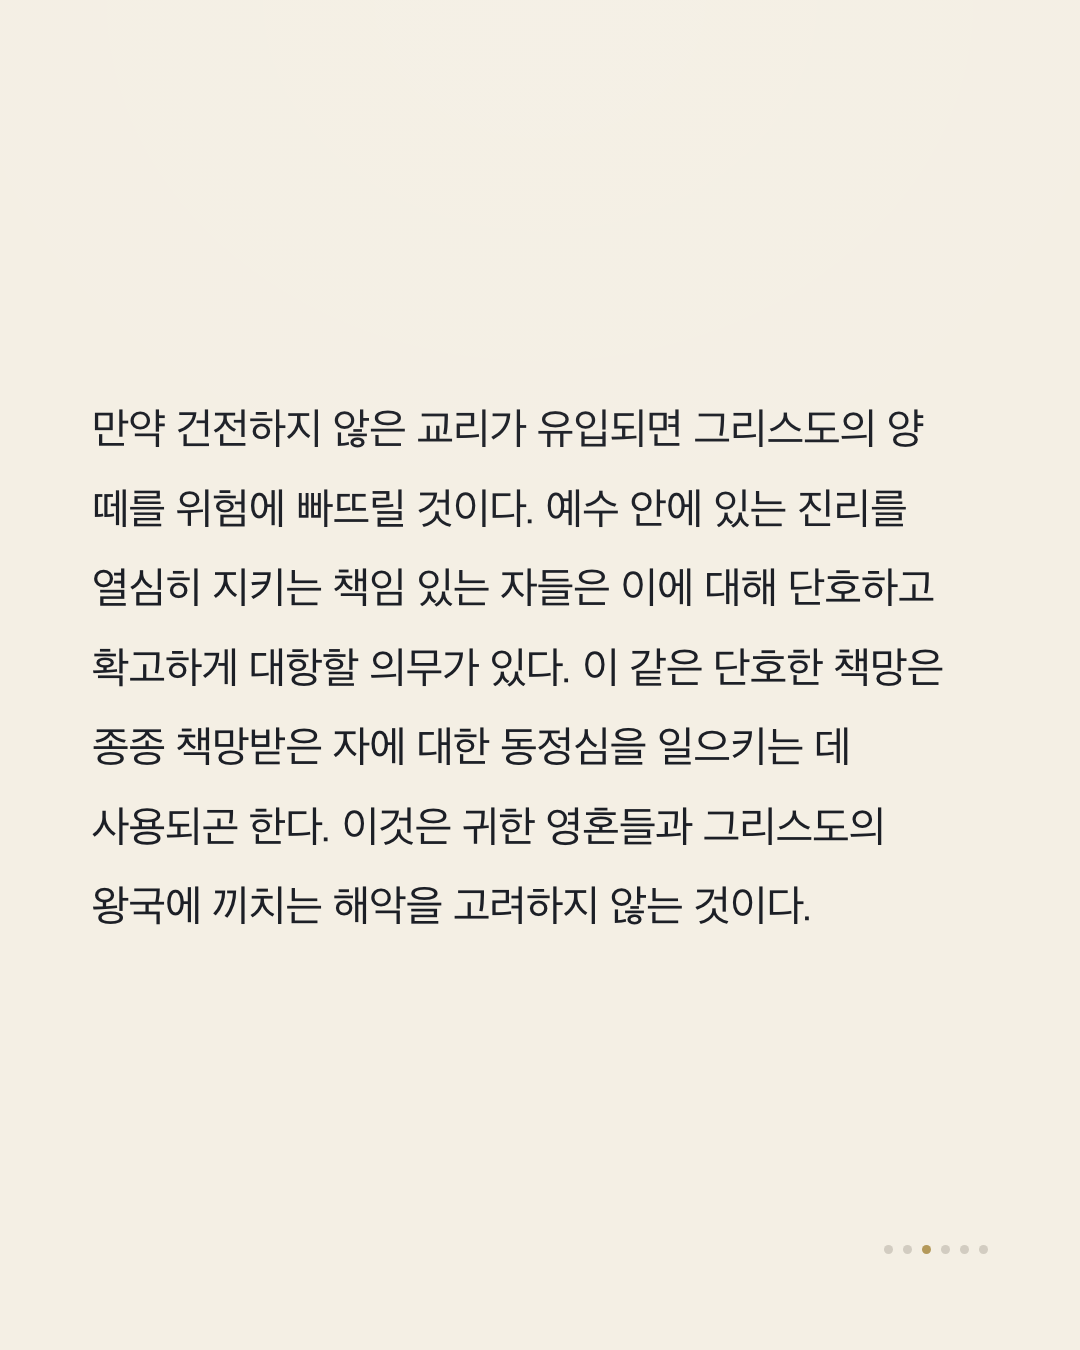 만약 건전하지 않은 교리가 유입되면 그리스도의 양
떼를 위험에 빠뜨릴 것이다. 예수 안에 있는 진리를
열심히 지키는 책임 있는 자들은 이에 대해 단호하고
확고하게 대항할 의무가 있다. 이 같은 단호한 책망은
종종 책망받은 자에 대한 동정심을 일으키는 데
사용되곤 한다. 이것은 귀한 영혼들과 그리스도의
왕국에 끼치는 해악을 고려하지 않는 것이다.